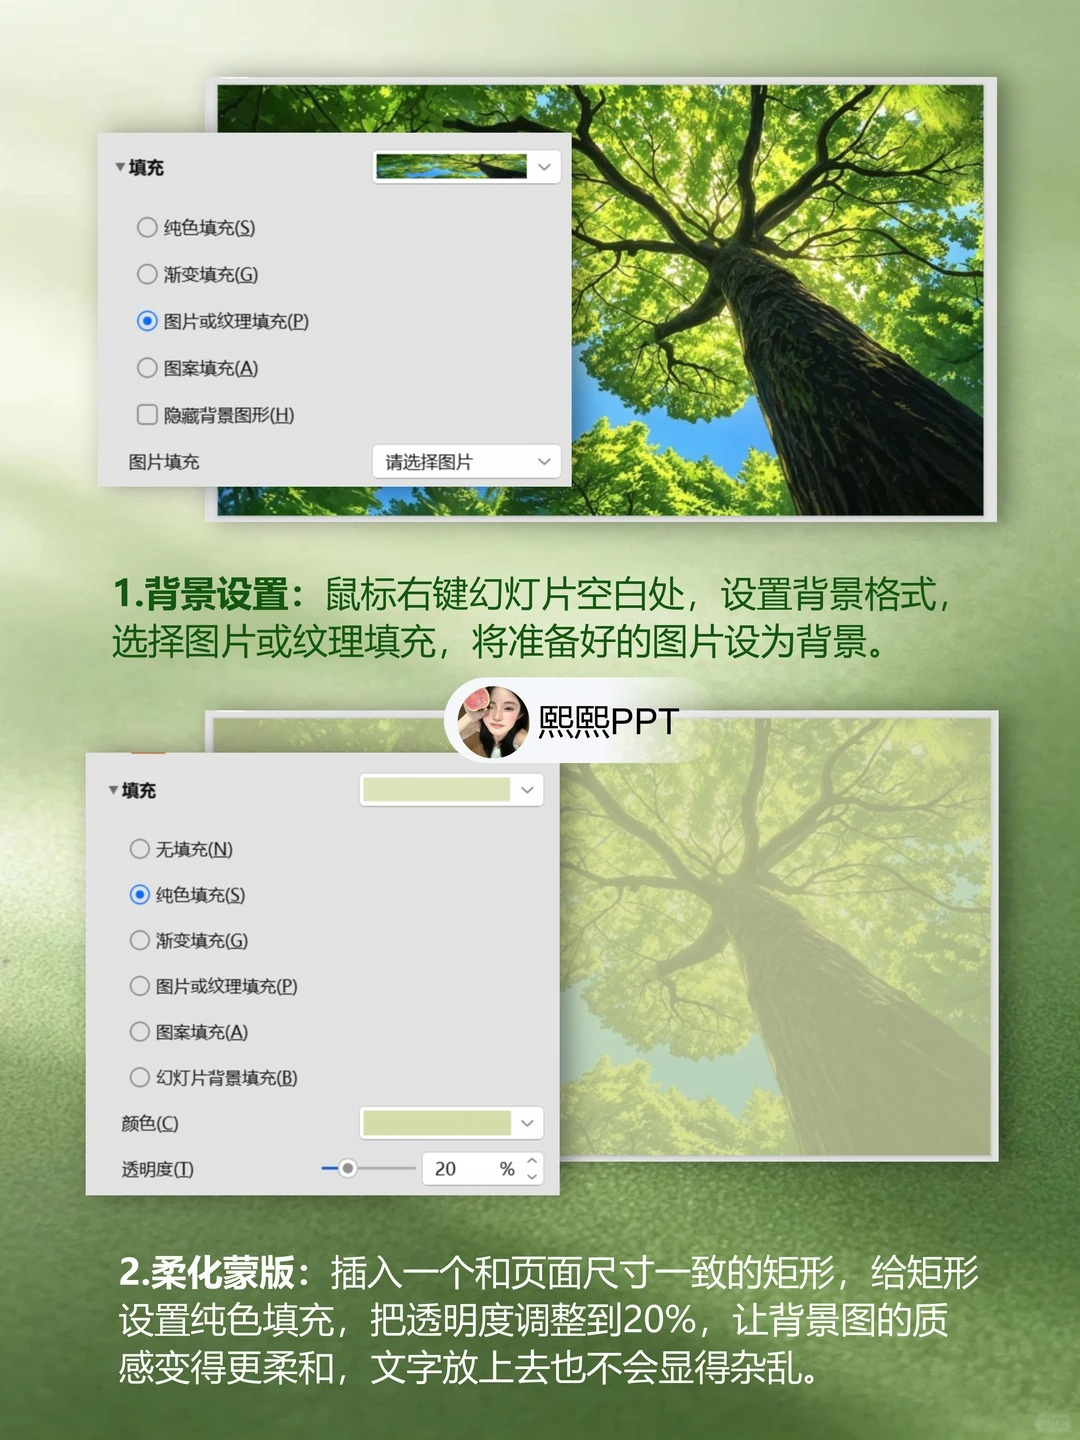 填充
纯色填充(S)
渐变填充(G)
图片或纹理填充(P)
图案填充(A)
隐藏背景图形(H)
图片填充 请选择图片
1.背景设置：鼠标右键幻灯片空白处，设置背景格式，
选择图片或纹理填充，将准备好的图片设为背景。
熙熙PPT
填充
无填充(N)
纯色填充(S)
渐变填充(G)
图片或纹理填充(P)
图案填充(A)
幻灯片背景填充(B)
颜色(C)
透明度(T) 20 %
2.柔化蒙版：插入一个和页面尺寸一致的矩形，给矩形
设置纯色填充，把透明度调整到20%，让背景图的质
感变得更柔和，文字放上去也不会显得杂乱。